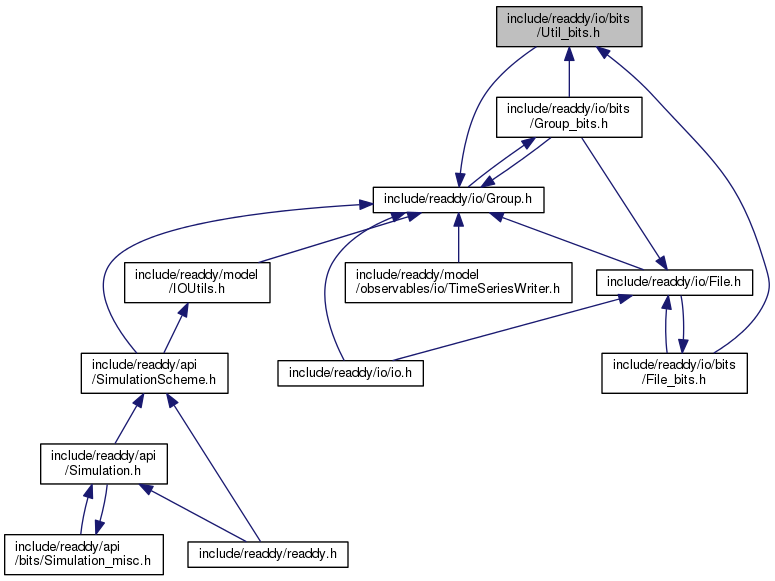 include/readdy/io/bits
/Util_bits.h
include/readdy/io/bits
/Group_bits.h
include/readdy/io/Group.h
include/readdy/model
/IOUtils.h
include/readdy/model
/observables/io/TimeSeriesWriter.h
include/readdy/io/File.h
include/readdy/api
/SimulationScheme.h
include/readdy/io/io.h
include/readdy/io/bits
/File_bits.h
include/readdy/api
/Simulation.h
include/readdy/api
/bits/Simulation_misc.h
include/readdy/readdy.h